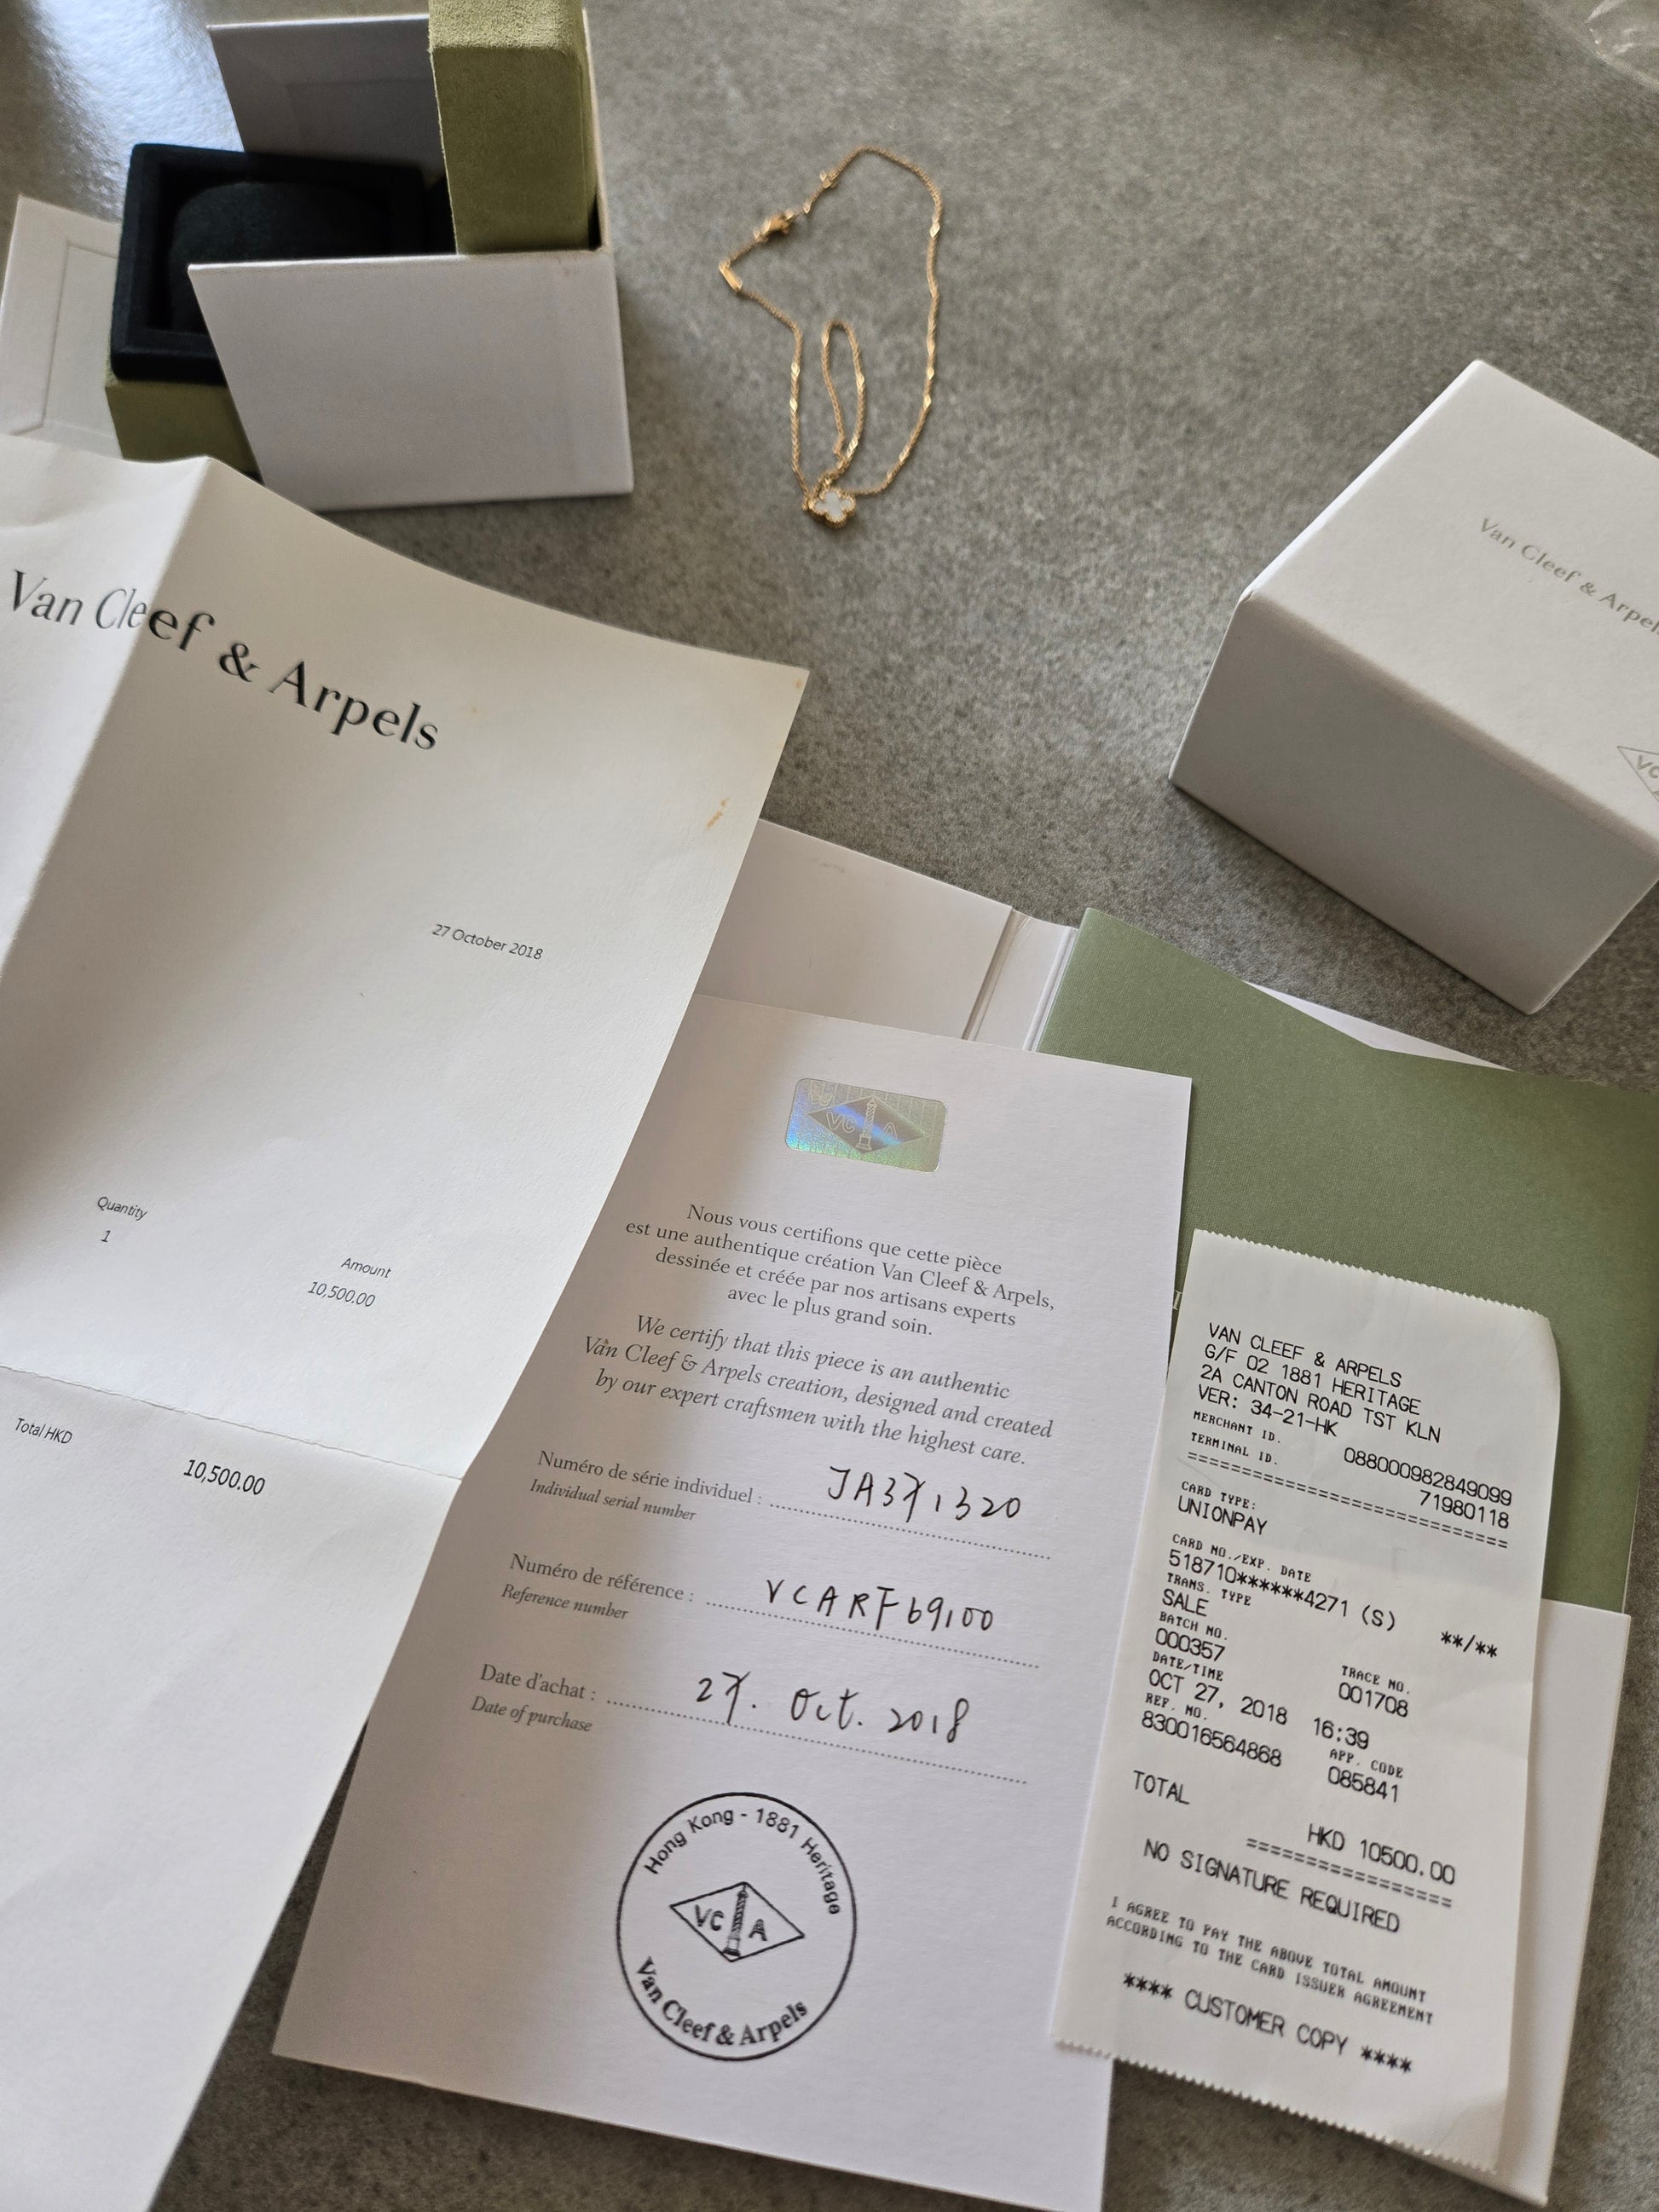 Van Cleef & Arpels
27 October 2018
Quantity
1
Amount
10,500.00
Total HKD
10,500.00
Van Cleef & Arpels
VC A
Nous vous certifions que cette pièce
est une authentique création Van Cleef & Arpels,
dessinée et créée par nos artisans experts
avec le plus grand soin.
We certify that this piece is an authentic
Van Cleef & Arpels creation, designed and created
by our expert craftsmen with the highest care.
Numéro de série individuel : JA371320
Individual serial number
Numéro de référence : VCARF69100
Reference number
Date d'achat : 27. Oct. 2018
Date of purchase
Hong Kong - 1881 Heritage
VC A
Van Cleef & Arpels
VAN CLEEF & ARPELS
G/F 02 1881 HERITAGE
2A CANTON ROAD TST KLN
VER: 34-21-HK
MERCHANT ID. 088000982849099
TERMINAL ID. 71980118
==============================
CARD TYPE:
UNIONPAY
CARD NO./EXP. DATE
518710******4271 (S) **/**
TRANS. TYPE
SALE
BATCH NO. TRACE NO.
000357 001708
DATE/TIME
OCT 27, 2018 16:39
REF. NO. APP. CODE
830016564868 085841
TOTAL
HKD 10500.00
==================
NO SIGNATURE REQUIRED
I AGREE TO PAY THE ABOVE TOTAL AMOUNT
ACCORDING TO THE CARD ISSUER AGREEMENT
**** CUSTOMER COPY ****